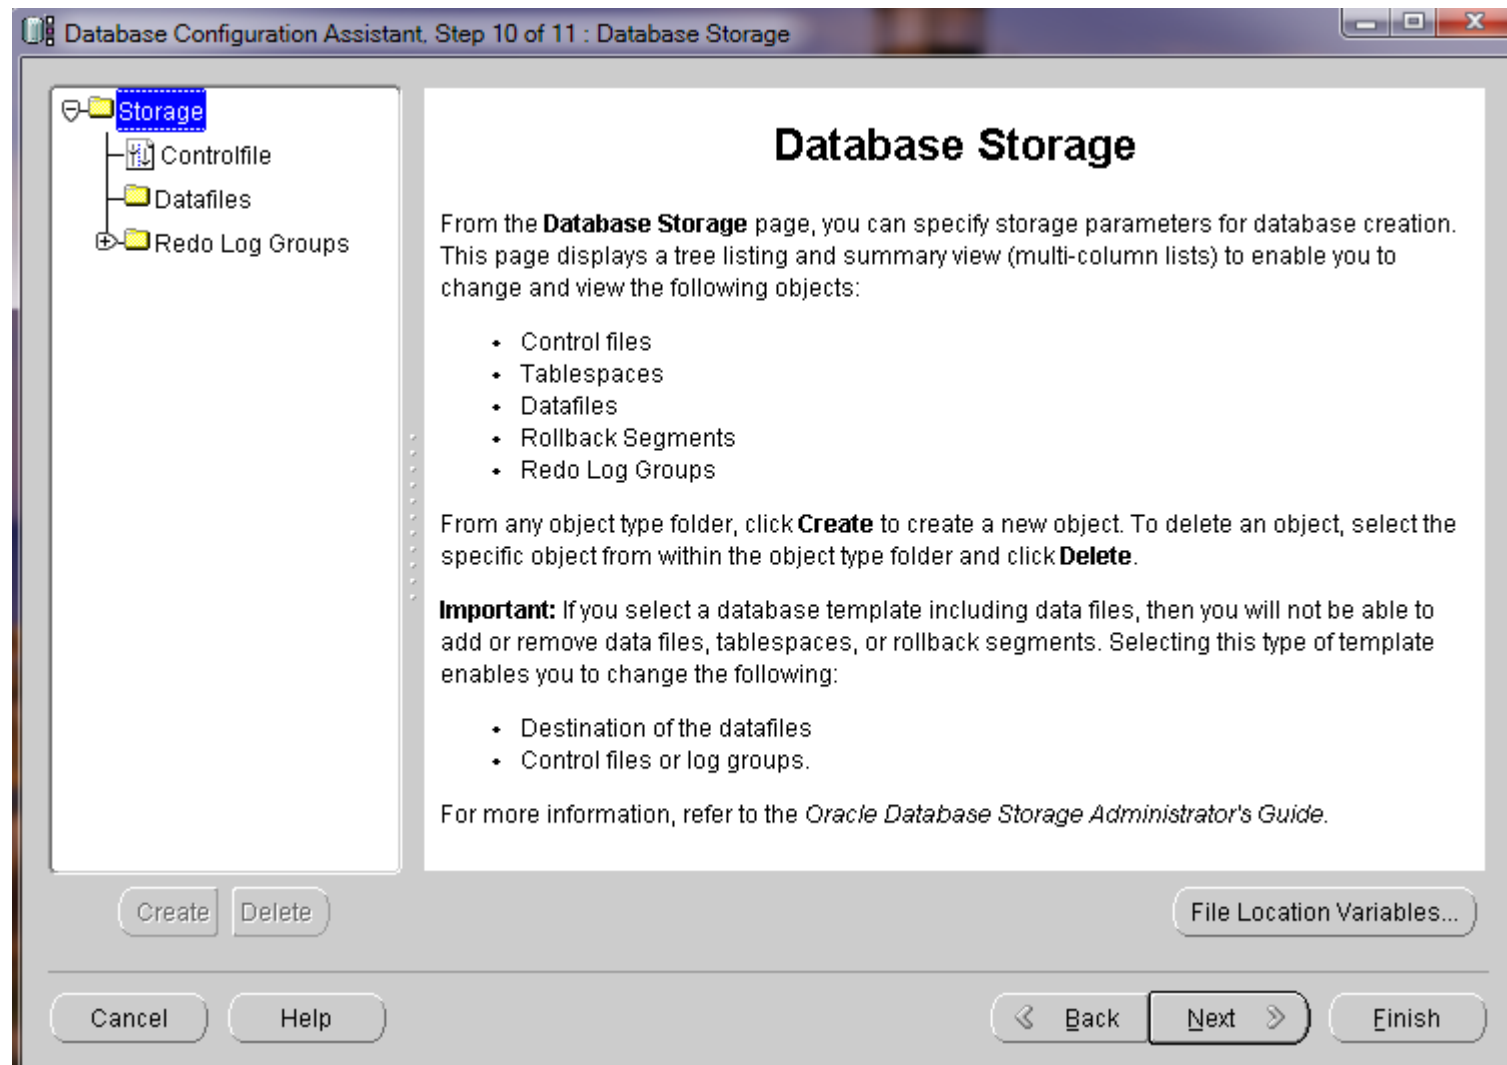 Database Configuration Assistant, Step 10 of 11 : Database Storage
Storage
Controlfile
Datafiles
Redo Log Groups
Database Storage
From the Database Storage page, you can specify storage parameters for database creation.
This page displays a tree listing and summary view (multi-column lists) to enable you to
change and view the following objects:
• Control files
• Tablespaces
• Datafiles
• Rollback Segments
• Redo Log Groups
From any object type folder, click Create to create a new object. To delete an object, select the
specific object from within the object type folder and click Delete.
Important: If you select a database template including data files, then you will not be able to
add or remove data files, tablespaces, or rollback segments. Selecting this type of template
enables you to change the following:
• Destination of the datafiles
• Control files or log groups.
For more information, refer to the Oracle Database Storage Administrator's Guide.
Create Delete File Location Variables...
Cancel Help Back Next Finish